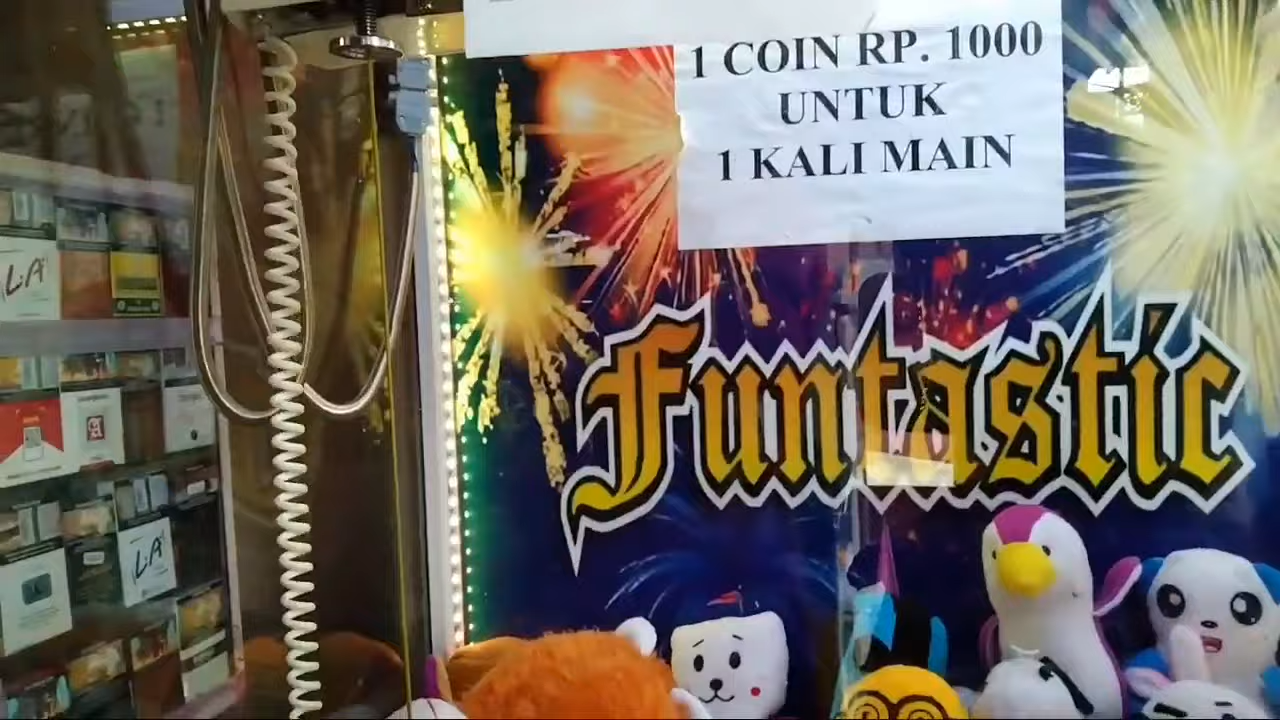 1 COIN RP. 1000
UNTUK
1 KALI MAIN
Funtastic
L.A
A
L.A